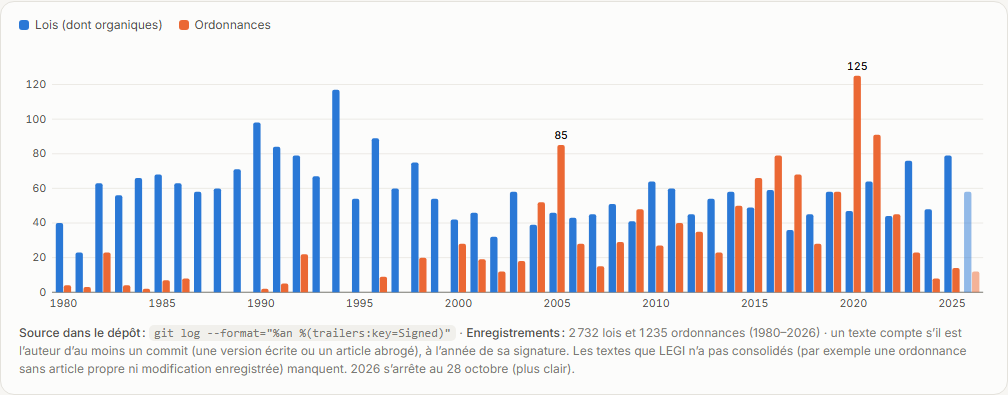 Lois (dont organiques) Ordonnances
125
120
100
85
80
60
40
20
0
1980 1985 1990 1995 2000 2005 2010 2015 2020 2025
Source dans le dépôt : git log --format="%an %(trailers:key=Signed)" · Enregistrements : 2 732 lois et 1 235 ordonnances (1980–2026) · un texte compte s’il est
l’auteur d’au moins un commit (une version écrite ou un article abrogé), à l’année de sa signature. Les textes que LEGI n’a pas consolidés (par exemple une ordonnance
sans article propre ni modification enregistrée) manquent. 2026 s’arrête au 28 octobre (plus clair).